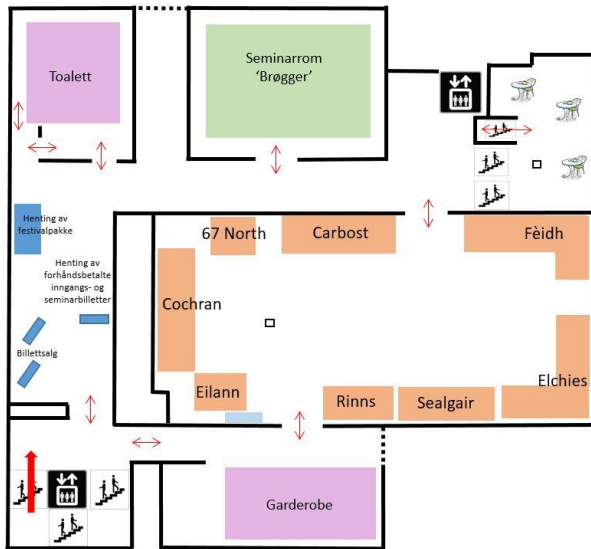 Toalett
Seminarrom
'Brøgger'
Henting av
festivalpakke
67 North
Carbost
Fèidh
Henting av
forhåndsbetalte
inngangs- og
seminarbilletter
Cochran
Billettsalg
Eilann
Rinns
Sealgair
Elchies
Garderobe